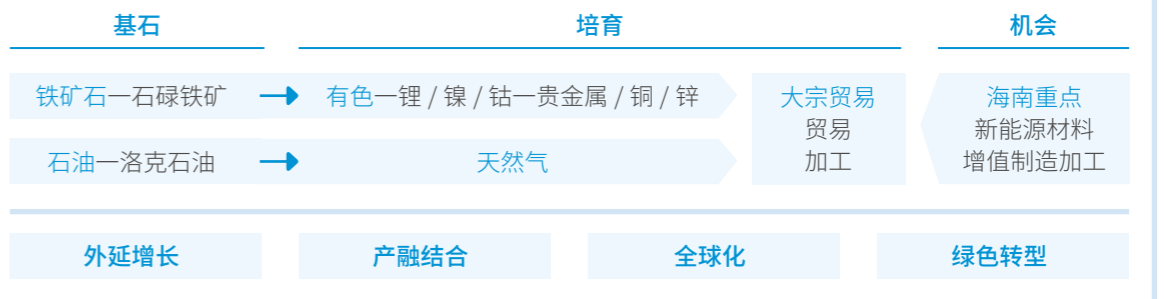 基石
培育
机会
铁矿石一石碌铁矿
有色一锂 / 镍 / 钴一贵金属 / 铜 / 锌
石油一洛克石油
天然气
大宗贸易
贸易
加工
海南重点
新能源材料
增值制造加工
外延增长
产融结合
全球化
绿色转型